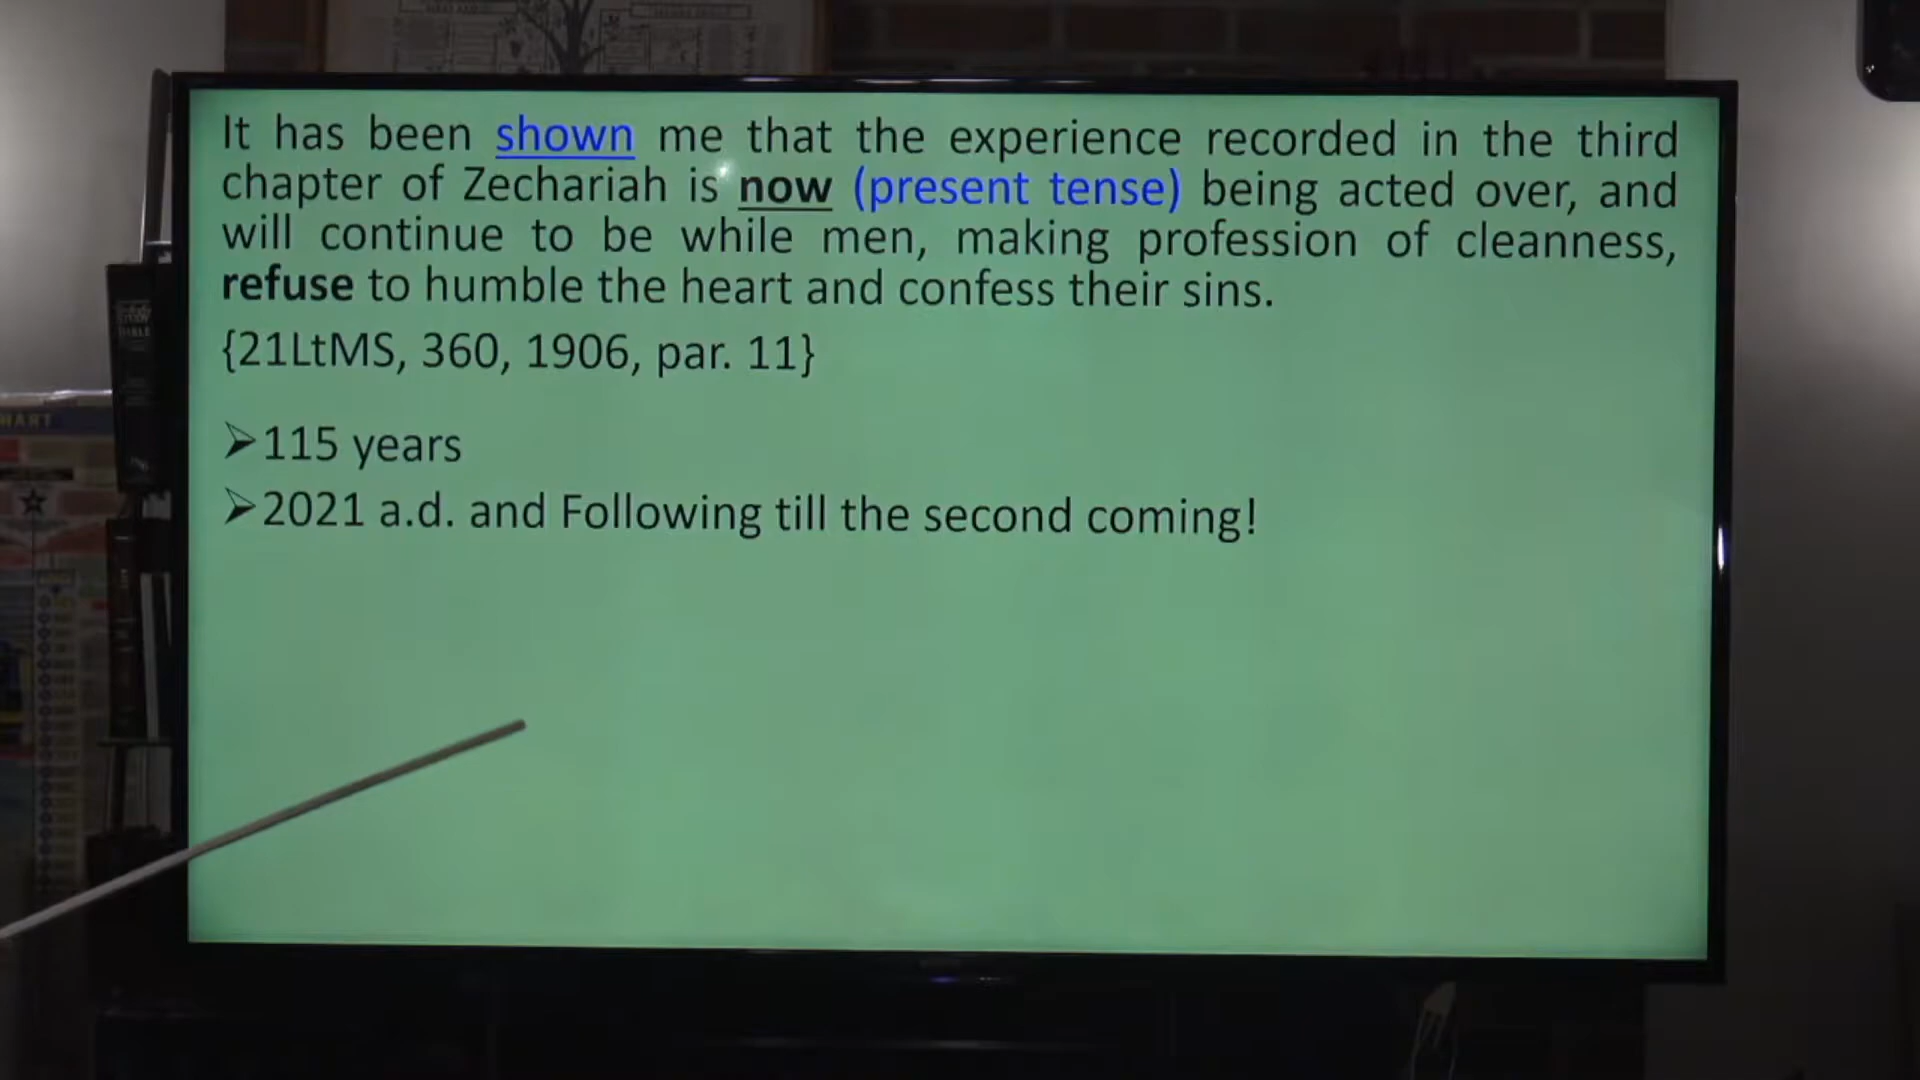 It has been shown me that the experience recorded in the third
chapter of Zechariah is now (present tense) being acted over, and
will continue to be while men, making profession of cleanness,
refuse to humble the heart and confess their sins.
{21LtMS, 360, 1906, par. 11}
➢115 years
➢2021 a.d. and Following till the second coming!
HART